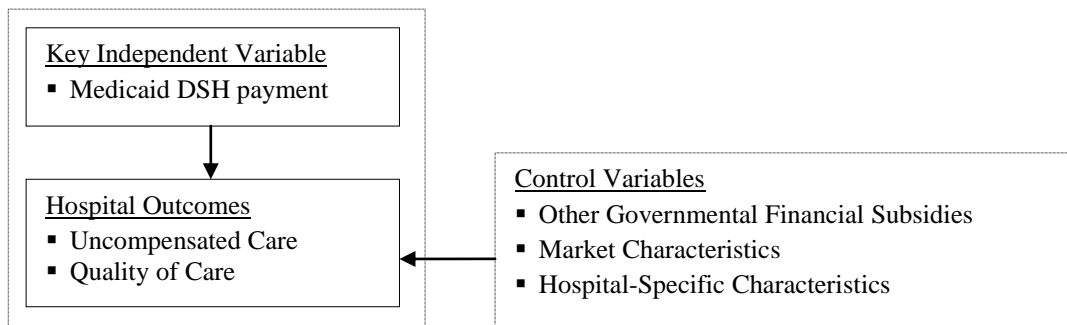 Key Independent Variable
▪ Medicaid DSH payment
Hospital Outcomes
▪ Uncompensated Care
▪ Quality of Care
Control Variables
▪ Other Governmental Financial Subsidies
▪ Market Characteristics
▪ Hospital-Specific Characteristics